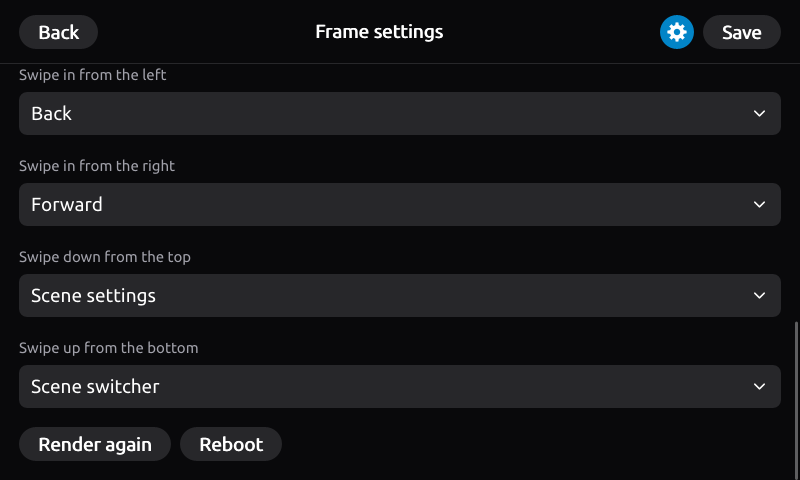 Back
Frame settings
Save
Swipe in from the left
Back
Swipe in from the right
Forward
Swipe down from the top
Scene settings
Swipe up from the bottom
Scene switcher
Render again
Reboot